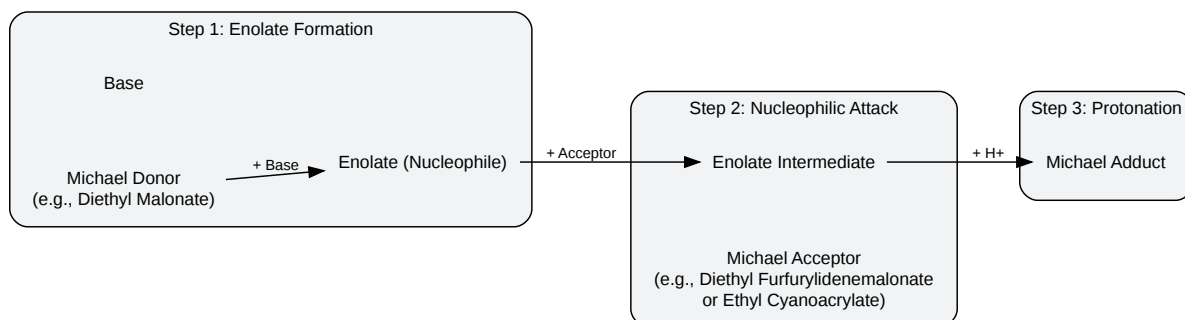 Step 1: Enolate Formation
Base
Michael Donor
(e.g., Diethyl Malonate)
+ Base
Enolate (Nucleophile)
+ Acceptor
Step 2: Nucleophilic Attack
Enolate Intermediate
Michael Acceptor
(e.g., Diethyl Furfurylidenemalonate
or Ethyl Cyanoacrylate)
+ H+
Step 3: Protonation
Michael Adduct